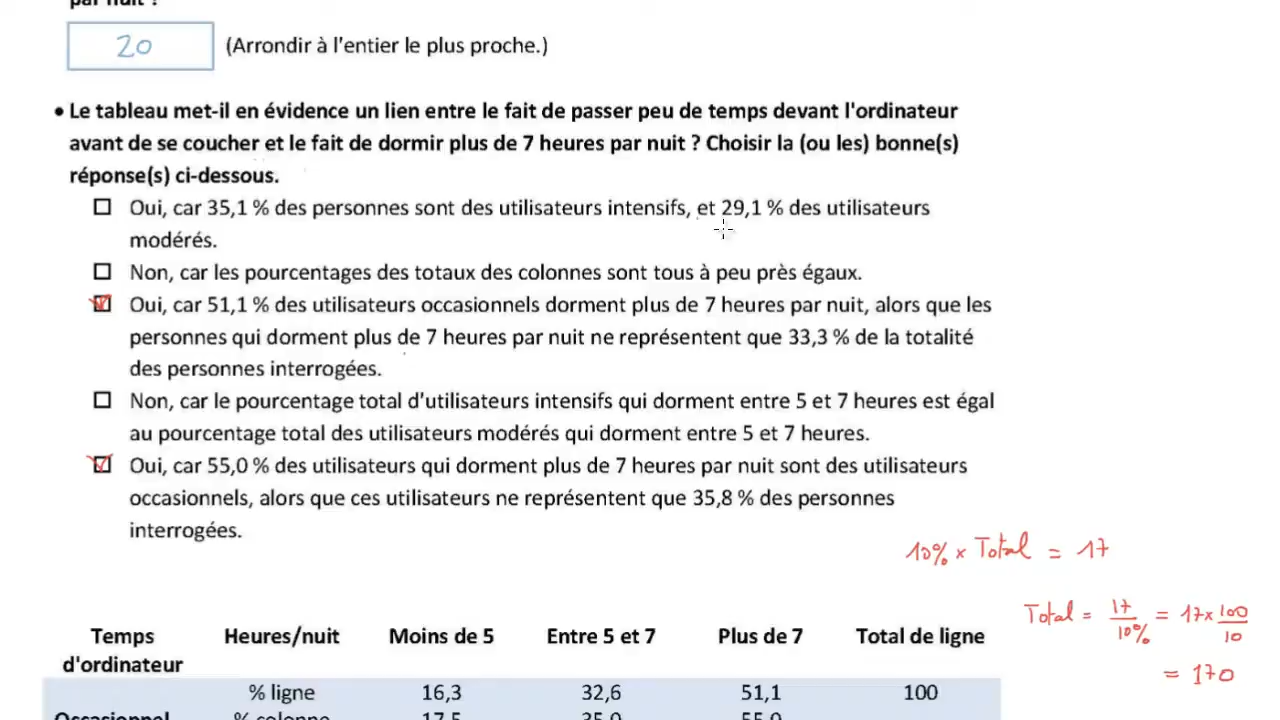 par nuit ?
20 (Arrondir à l'entier le plus proche.)
• Le tableau met-il en évidence un lien entre le fait de passer peu de temps devant l'ordinateur
avant de se coucher et le fait de dormir plus de 7 heures par nuit ? Choisir la (ou les) bonne(s)
réponse(s) ci-dessous.
Oui, car 35,1 % des personnes sont des utilisateurs intensifs, et 29,1 % des utilisateurs
modérés.
Non, car les pourcentages des totaux des colonnes sont tous à peu près égaux.
Oui, car 51,1 % des utilisateurs occasionnels dorment plus de 7 heures par nuit, alors que les
personnes qui dorment plus de 7 heures par nuit ne représentent que 33,3 % de la totalité
des personnes interrogées.
Non, car le pourcentage total d'utilisateurs intensifs qui dorment entre 5 et 7 heures est égal
au pourcentage total des utilisateurs modérés qui dorment entre 5 et 7 heures.
Oui, car 55,0 % des utilisateurs qui dorment plus de 7 heures par nuit sont des utilisateurs
occasionnels, alors que ces utilisateurs ne représentent que 35,8 % des personnes
interrogées.
10% × Total = 17
Total = 17/10% = 17 × 100/10
= 170
Temps d'ordinateur Heures/nuit Moins de 5 Entre 5 et 7 Plus de 7 Total de ligne
% ligne 16,3 32,6 51,1 100
Occasionnel % colonne 17,5 35,0 55,0